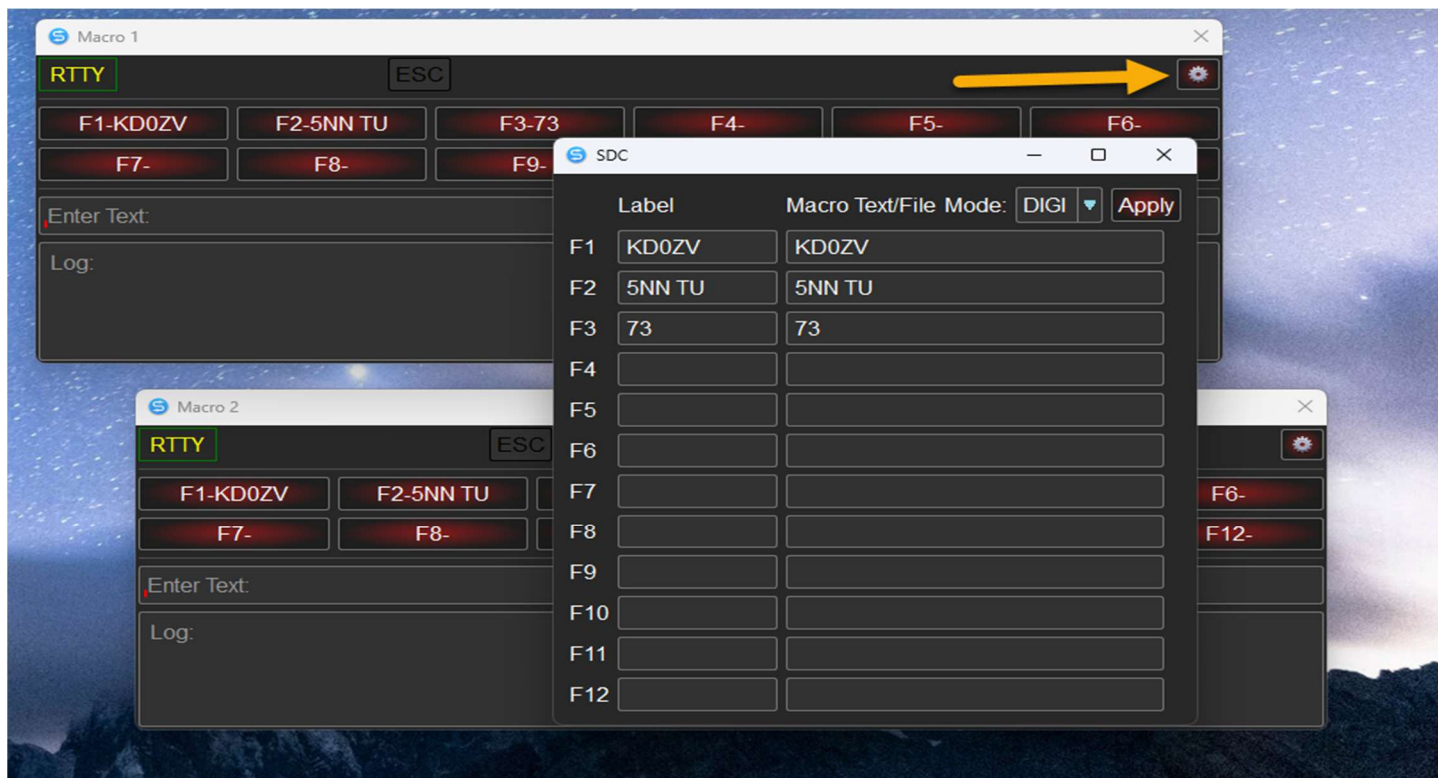 Macro 1
RTTY ESC
F1-KD0ZV F2-5NN TU F3-73 F4- F5- F6-
F7- F8- F9-
Enter Text:
Log:
SDC
Label Macro Text/File Mode: DIGI Apply
F1 KD0ZV KD0ZV
F2 5NN TU 5NN TU
F3 73 73
F4
F5
F6
F7
F8
F9
F10
F11
F12
Macro 2
RTTY ESC
F1-KD0ZV F2-5NN TU F6-
F7- F8- F12-
Enter Text:
Log: